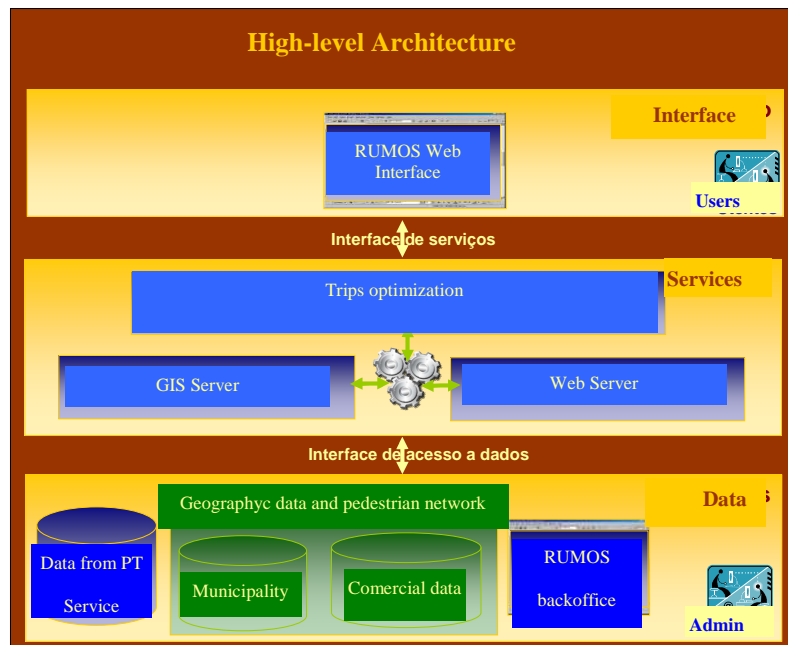 High-level Architecture
Interface
RUMOS Web
Interface
Users
Interface de serviços
Services
Trips optimization
GIS Server
Web Server
Interface de acesso a dados
Data
Geographyc data and pedestrian network
Data from PT
Service
Municipality
Comercial data
RUMOS
backoffice
Admin